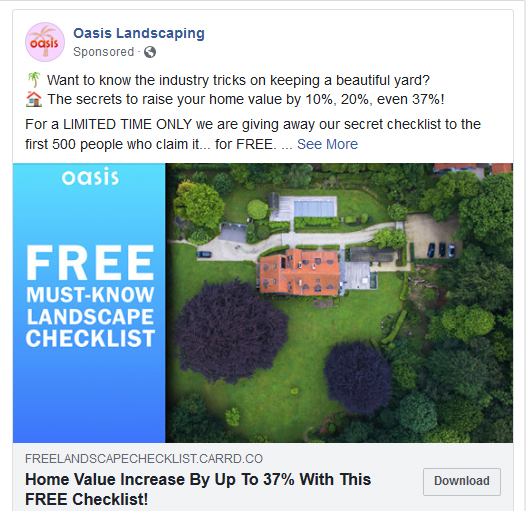 oasis
Oasis Landscaping
Sponsored ·
Want to know the industry tricks on keeping a beautiful yard?
The secrets to raise your home value by 10%, 20%, even 37%!
For a LIMITED TIME ONLY we are giving away our secret checklist to the
first 500 people who claim it... for FREE. ... See More
oasis
FREE
MUST-KNOW
LANDSCAPE
CHECKLIST
FREELANDSCAPECHECKLIST.CARRD.CO
Home Value Increase By Up To 37% With This
FREE Checklist!
Download